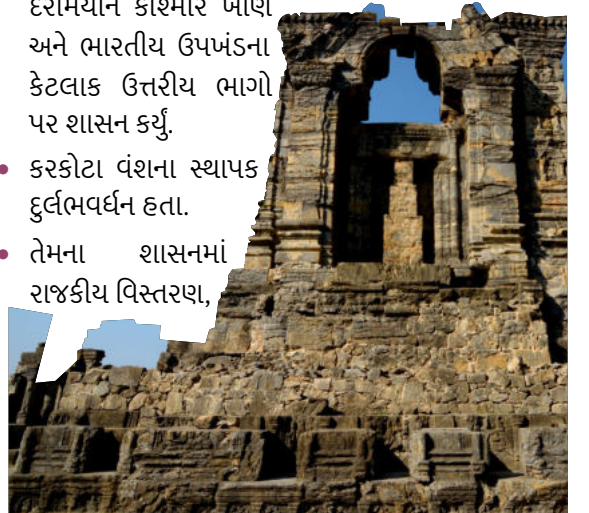 દરમિયાન કાશ્મીર ખીણ
અને ભારતીય ઉપખંડના
કેટલાક ઉત્તરીય ભાગો
પર શાસન કર્યું.
• કરકોટા વંશના સ્થાપક
દુર્લભવર્ધન હતા.
• તેમના શાસનમાં
રાજકીય વિસ્તરણ,